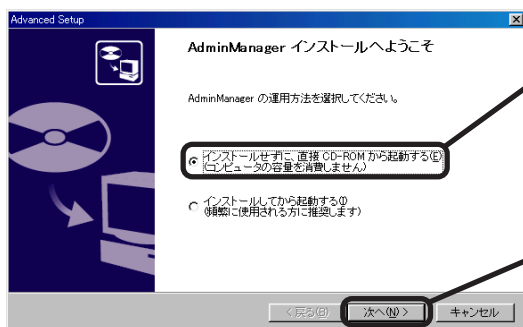 Advanced Setup
AdminManager インストールへようこそ
AdminManager の運用方法を選択してください。
インストールせずに、直接 CD-ROM から起動する(E)
(コンピュータの容量を消費しません)
インストールしてから起動する(I)
(頻繁に使用される方に推奨します)
< 戻る(B) 次へ(N) > キャンセル